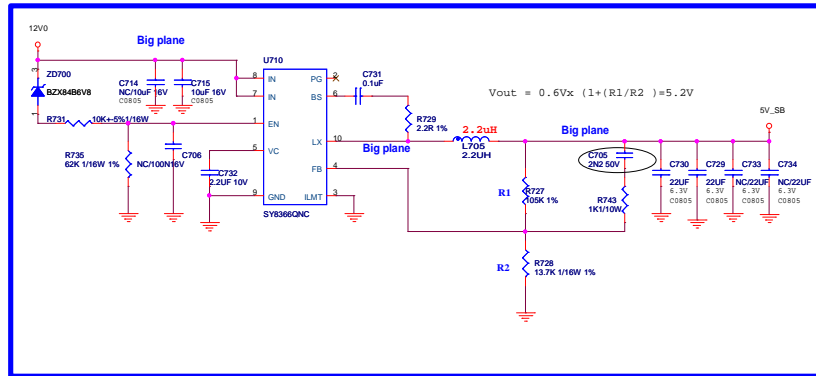 12V0
Big plane
ZD700
BZX84B6V8
3
1
R731
10K+-5%1/16W
R735
62K 1/16W 1%
NC/100N16V
C706
C714
NC/10uF 16V
C0805
C715
10uF 16V
C0805
C732
2.2UF 10V
U710
8 IN
7 IN
1 EN
5 VC
9 GND
PG 2
BS 6
LX 10
FB 4
ILMT 3
SY8366QNC
C731
0.1uF
R729
2.2R 1%
Big plane
2.2uH
L705
2.2UH
Vout = 0.6Vx (1+(R1/R2 )=5.2V
Big plane
5V_SB
R1
R727
105K 1%
R2
R728
13.7K 1/16W 1%
C705
2N2 50V
R743
1K1/10W
C730
22UF
6.3V
C0805
C729
22UF
6.3V
C0805
C733
NC/22UF
6.3V
C0805
C734
NC/22UF
6.3V
C0805